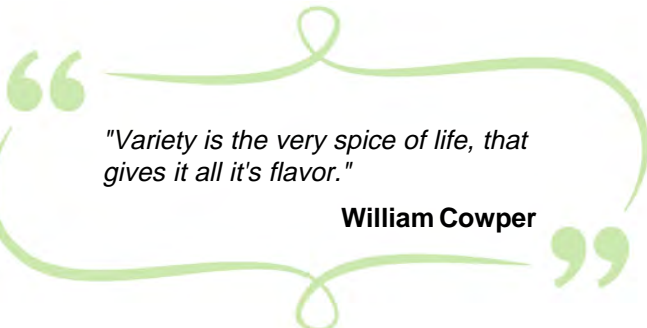 "Variety is the very spice of life, that
gives it all it's flavor."
William Cowper